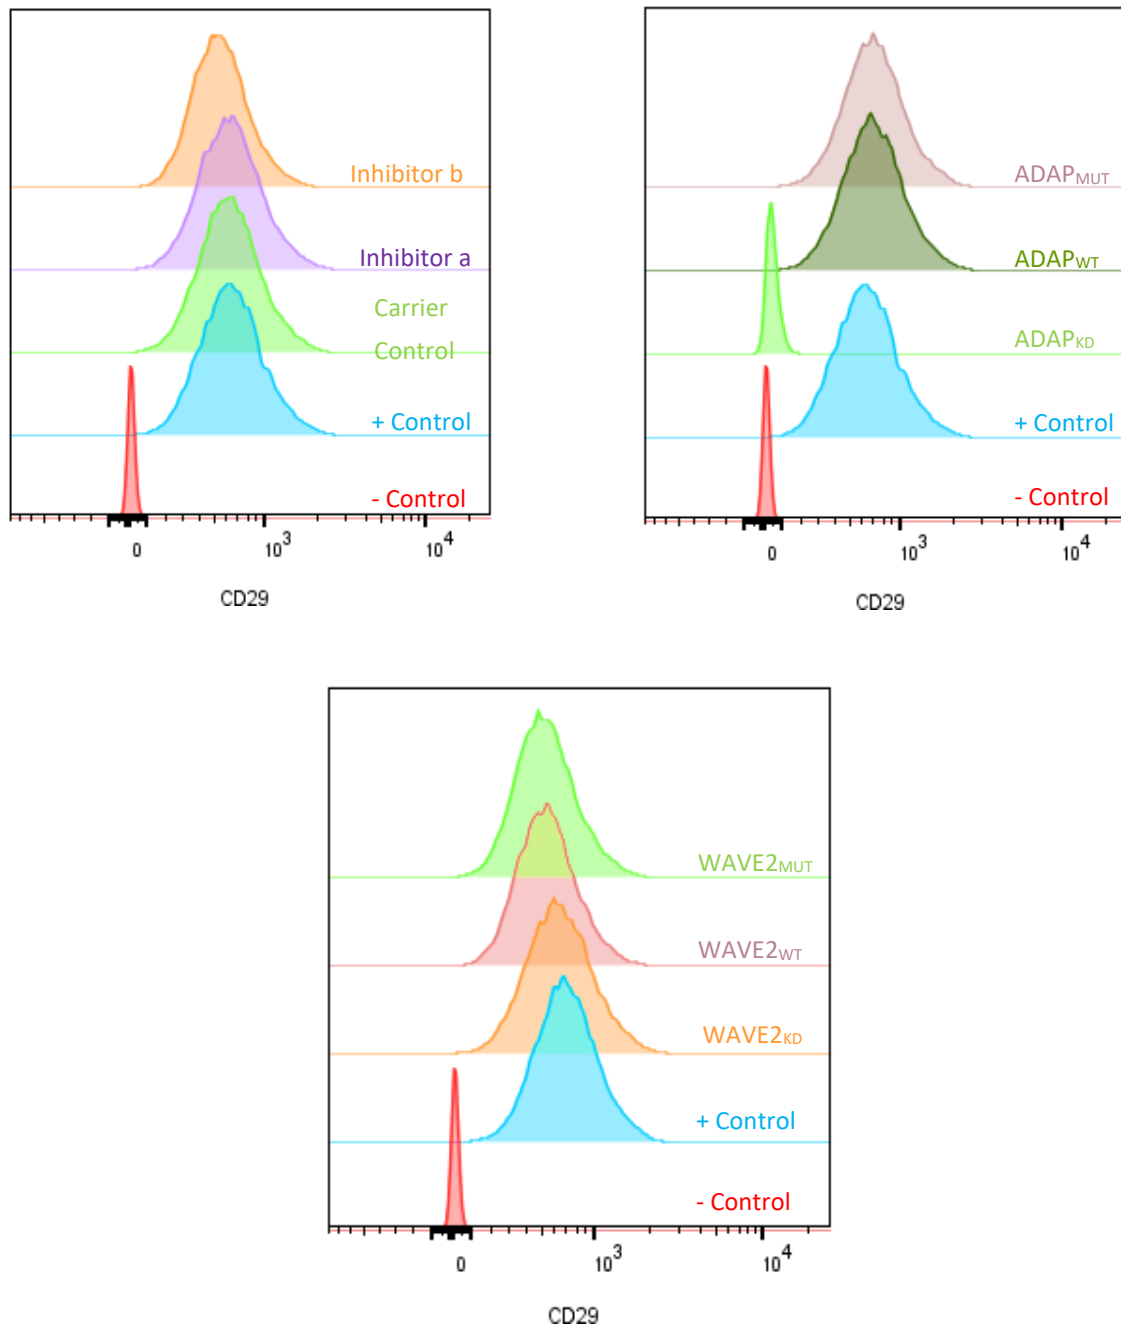 Inhibitor b
Inhibitor a
Carrier
Control
+ Control
- Control
0 10³ 10⁴
CD29
ADAPMUT
ADAPWT
ADAPKD
+ Control
- Control
0 10³ 10⁴
CD29
WAVE2MUT
WAVE2WT
WAVE2KD
+ Control
- Control
0 10³ 10⁴
CD29